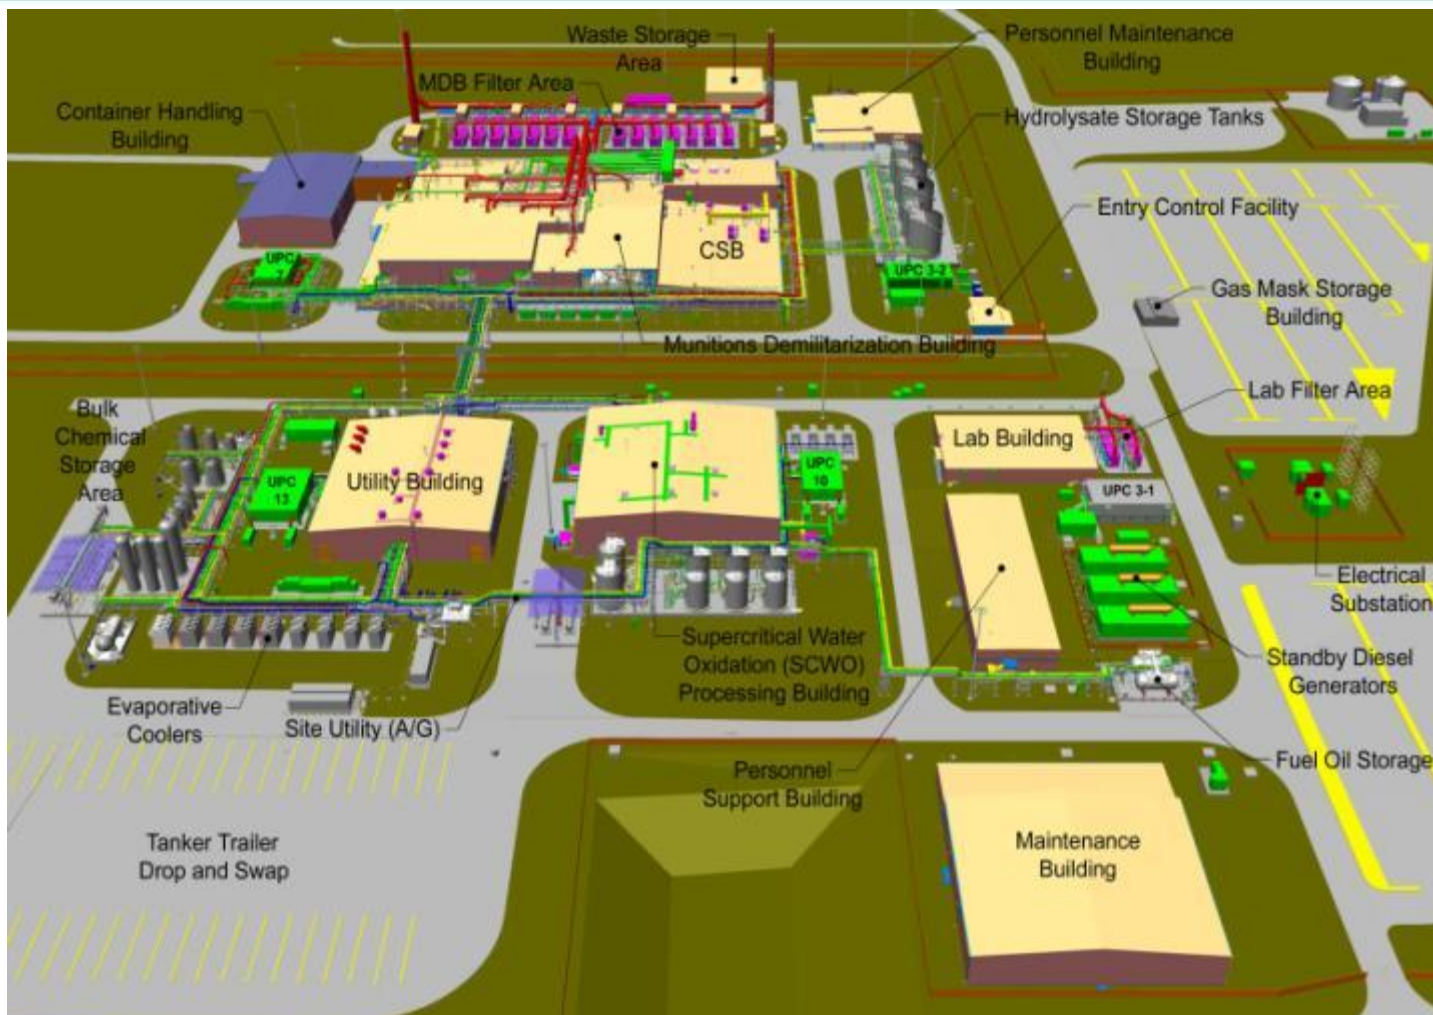 Waste Storage
Area
Personnel Maintenance
Building
MDB Filter Area
Container Handling
Building
Hydrolysate Storage Tanks
Entry Control Facility
CSB
UPC
7
UPC 3-2
Gas Mask Storage
Building
Munitions Demilitarization Building
Lab Filter Area
Bulk
Chemical
Storage
Area
Lab Building
Utility Building
UPC
13
UPC
10
UPC 3-1
Electrical
Substation
Supercritical Water
Oxidation (SCWO)
Processing Building
Standby Diesel
Generators
Evaporative
Coolers
Site Utility (A/G)
Fuel Oil Storage
Personnel
Support Building
Tanker Trailer
Drop and Swap
Maintenance
Building